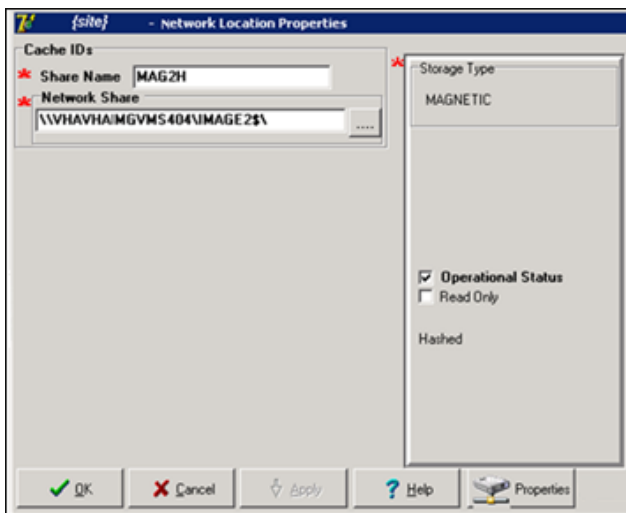 {site} - Network Location Properties
Cache IDs
* Share Name MAG2H
* Network Share
\\VHAVHAIMGVMS404\IMAGE2$\
....
* Storage Type
MAGNETIC
Operational Status
Read Only
Hashed
OK Cancel Apply Help Properties